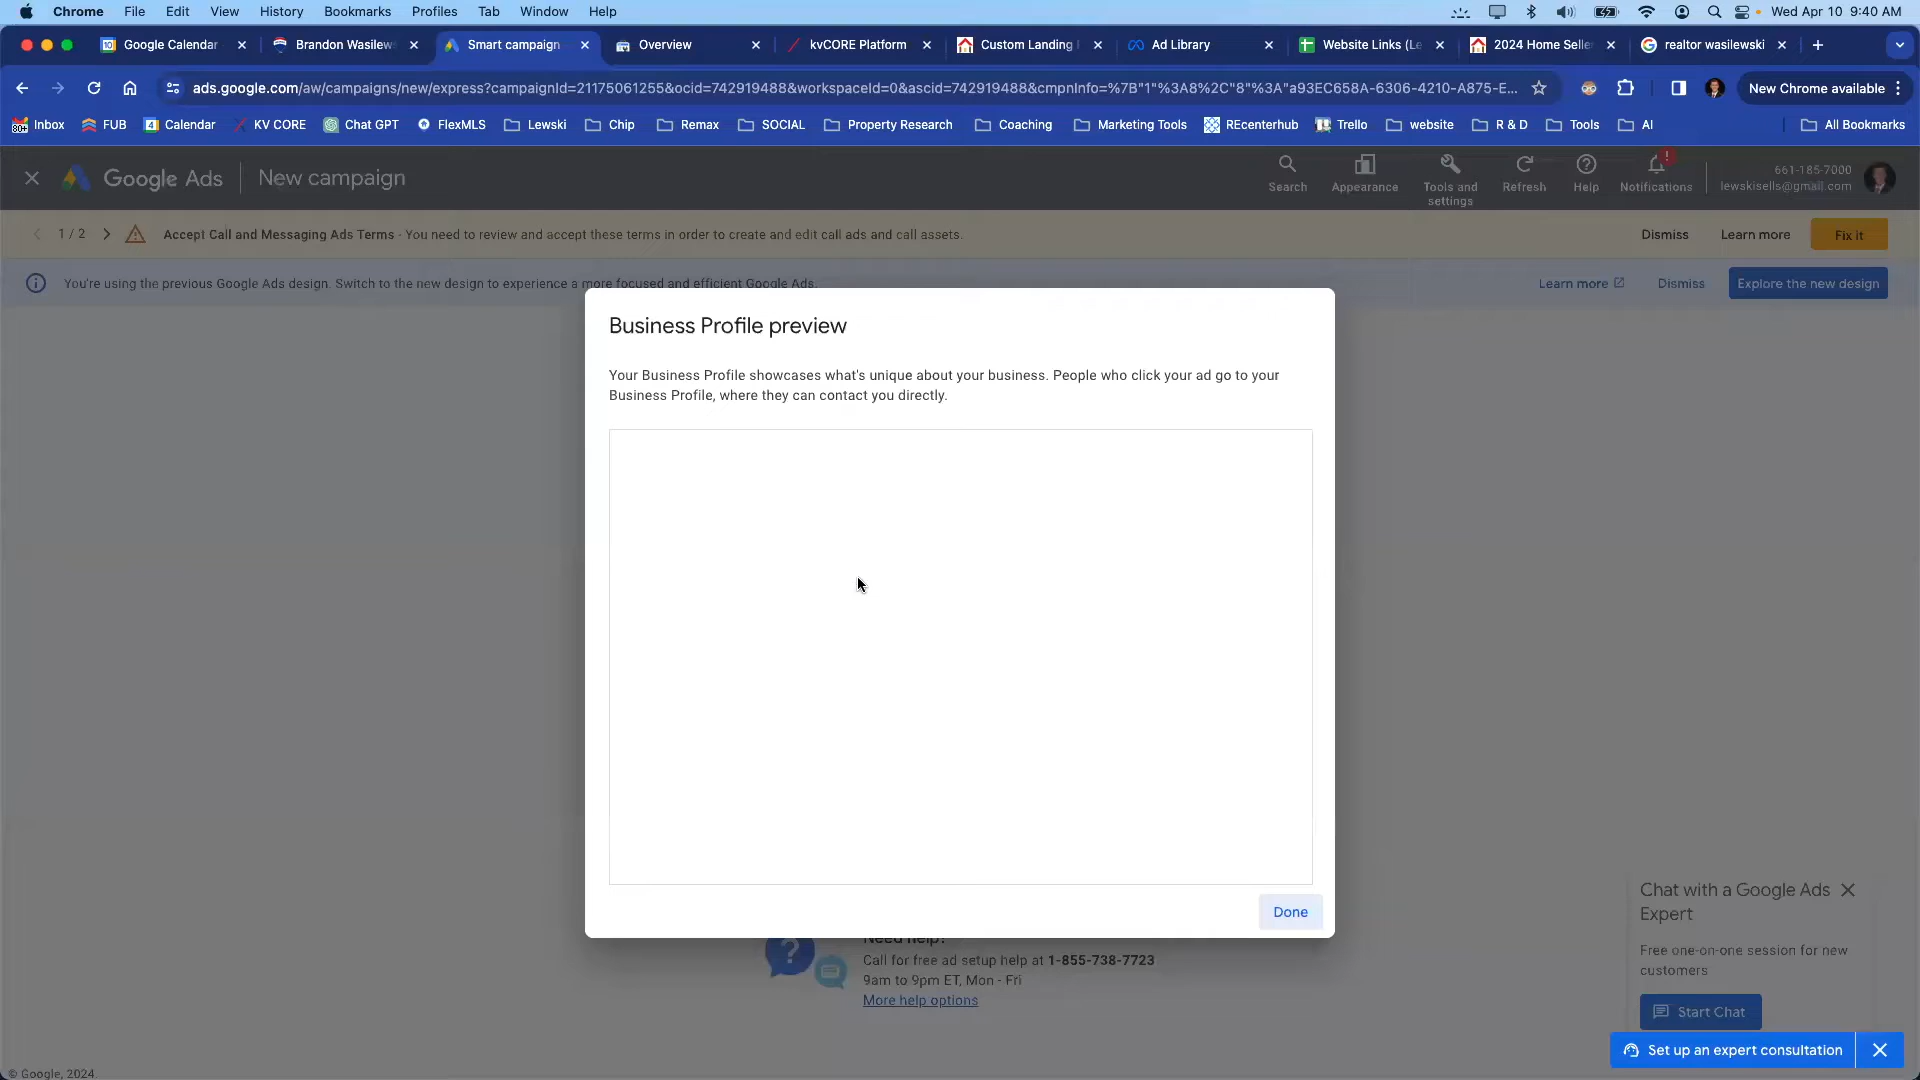 Chrome File Edit View History Bookmarks Profiles Tab Window Help Wed Apr 10 9:40 AM
10 Google Calendar Brandon Wasilew Smart campaign Overview kvCORE Platform Custom Landing Ad Library Website Links (Le 2024 Home Selle realtor wasilewski
ads.google.com/aw/campaigns/new/express?campaignId=21175061255&ocid=742919488&workspaceId=0&ascid=742919488&cmpnInfo=%7B"1"%3A8%2C"8"%3A"a93EC658A-6306-4210-A875-E... New Chrome available
80+ Inbox FUB 4 Calendar KV CORE Chat GPT FlexMLS Lewski Chip Remax SOCIAL Property Research Coaching Marketing Tools REcenterhub Trello website R & D Tools AI All Bookmarks
Google Ads New campaign
Search Appearance Tools and settings Refresh Help Notifications !
661-185-7000
lewskisells@gmail.com
1 / 2 Accept Call and Messaging Ads Terms - You need to review and accept these terms in order to create and edit call ads and call assets. Dismiss Learn more Fix it
You're using the previous Google Ads design. Switch to the new design to experience a more focused and efficient Google Ads. Learn more Dismiss Explore the new design
Business Profile preview
Your Business Profile showcases what's unique about your business. People who click your ad go to your
Business Profile, where they can contact you directly.
Done
Need help?
Call for free ad setup help at 1-855-738-7723
9am to 9pm ET, Mon - Fri
More help options
Chat with a Google Ads
Expert
Free one-on-one session for new
customers
Start Chat
Set up an expert consultation
© Google, 2024.